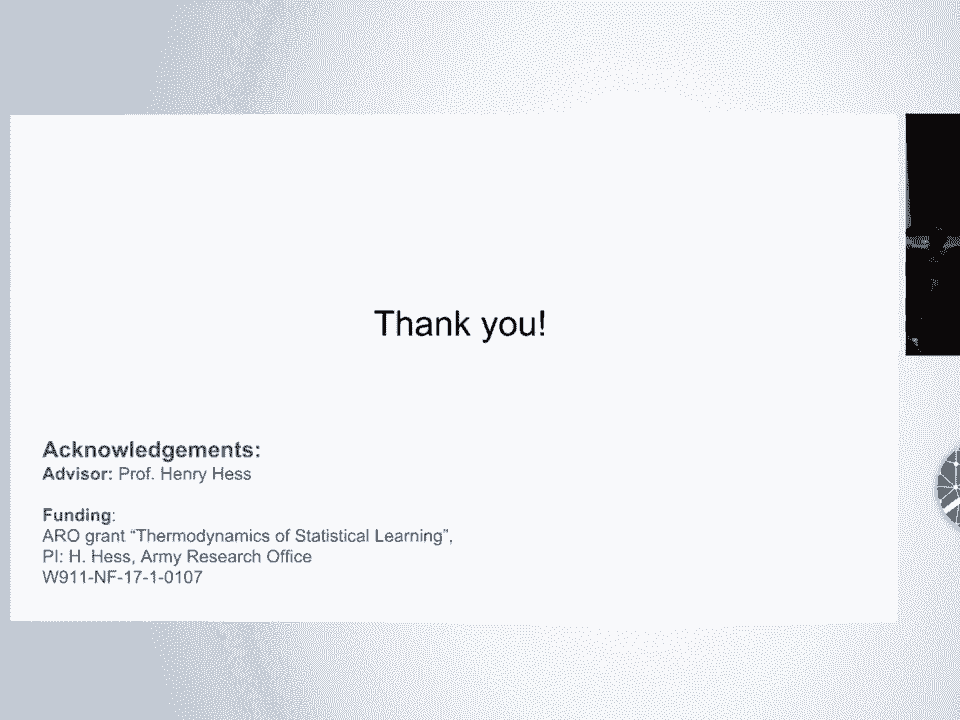 Thank you!
Acknowledgements:
Advisor: Prof. Henry Hess
Funding:
ARO grant “Thermodynamics of Statistical Learning”,
PI: H. Hess, Army Research Office
W911-NF-17-1-0107